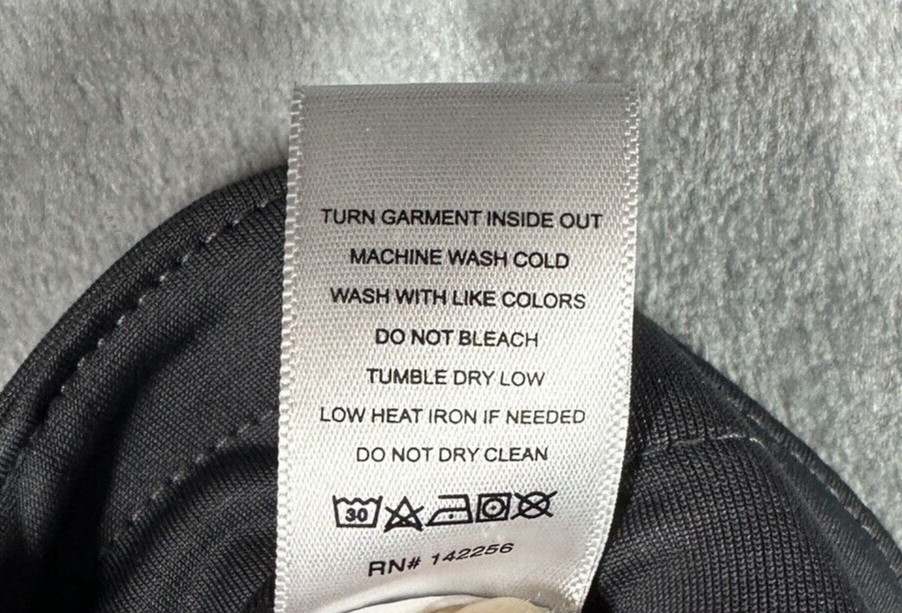 TURN GARMENT INSIDE OUT
MACHINE WASH COLD
WASH WITH LIKE COLORS
DO NOT BLEACH
TUMBLE DRY LOW
LOW HEAT IRON IF NEEDED
DO NOT DRY CLEAN
30
RN# 142256